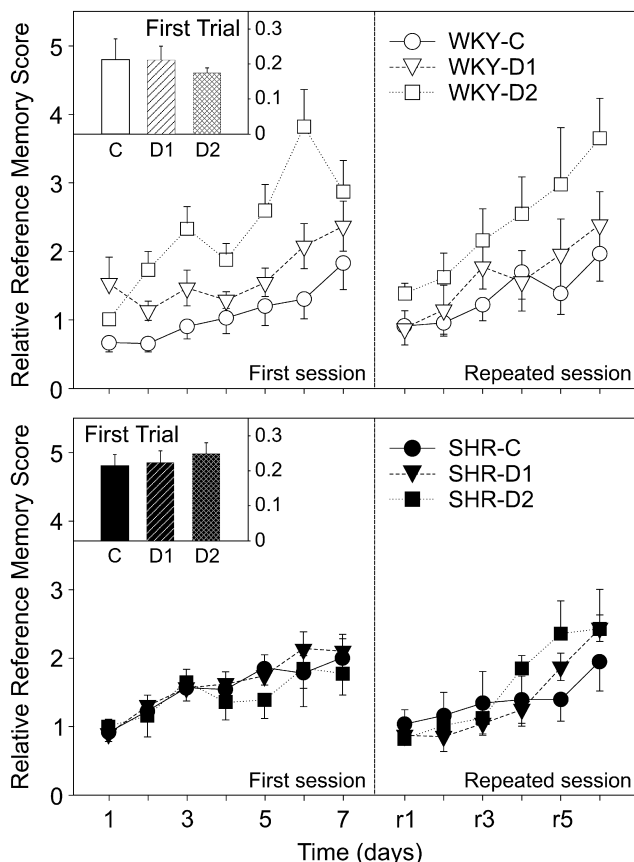 Relative Reference Memory Score
5
4
3
2
1
0
First Trial
0.3
0.2
0.1
0
C D1 D2
WKY-C
WKY-D1
WKY-D2
First session
Repeated session
Relative Reference Memory Score
5
4
3
2
1
0
First Trial
0.3
0.2
0.1
0
C D1 D2
SHR-C
SHR-D1
SHR-D2
First session
Repeated session
1 3 5 7 r1 r3 r5
Time (days)